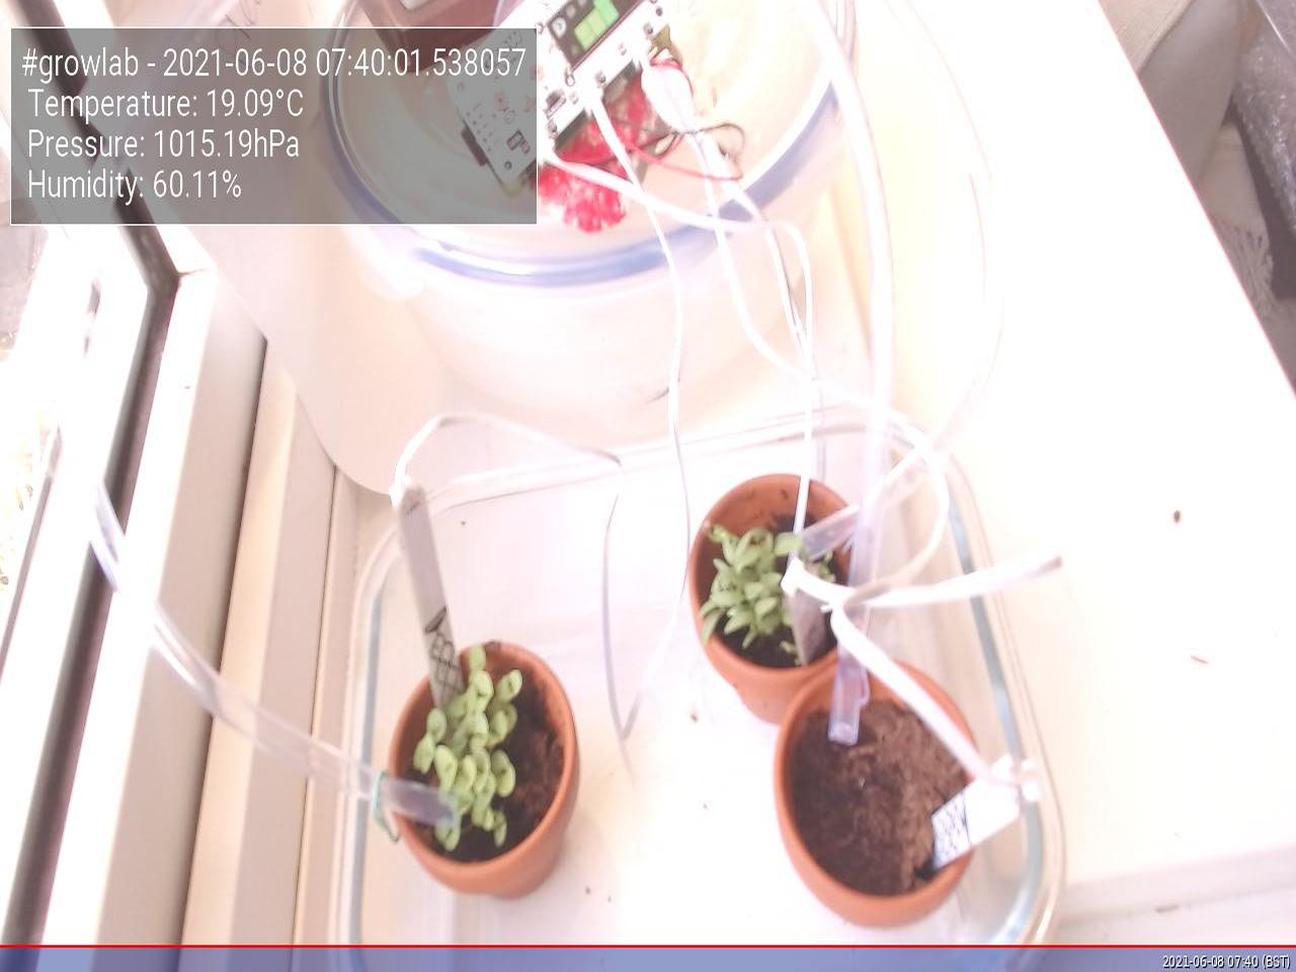 #growlab - 2021-06-08 07:40:01.538057
Temperature: 19.09°C
Pressure: 1015.19hPa
Humidity: 60.11%
2021-06-08 07:40 (BST)